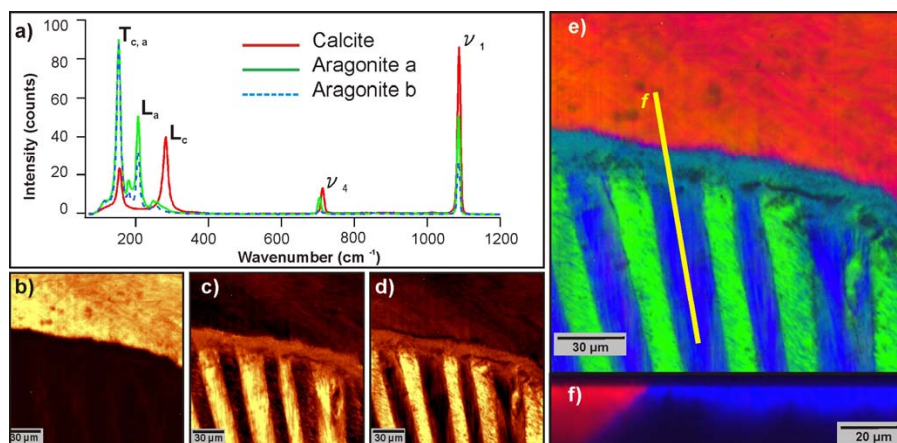 a)
Intensity (counts)
100
80
60
40
20
0
T c, a
L a
L c
ν 4
ν 1
Calcite
Aragonite a
Aragonite b
200 400 600 800 1000 1200
Wavenumber (cm -1)
b)
30 µm
c)
30 µm
d)
30 µm
e)
f
30 µm
f)
20 µm